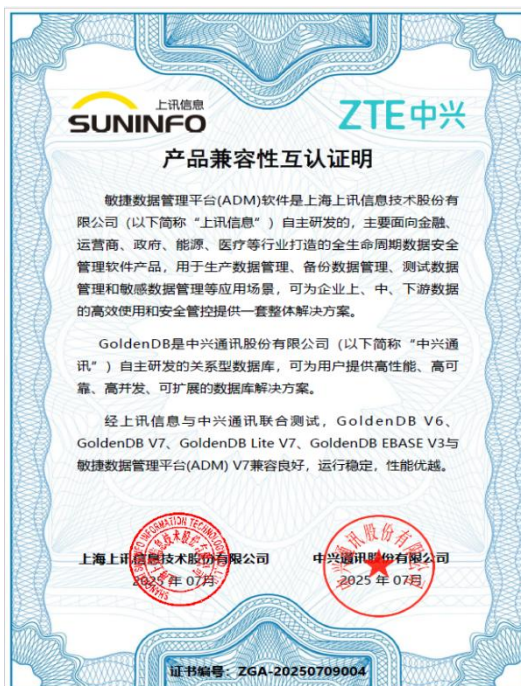 上讯信息
SUNINFO
ZTE中兴
产品兼容性互认证明
敏捷数据管理平台(ADM)软件是上海上讯信息技术股份有
限公司（以下简称“上讯信息”）自主研发的，主要面向金融、
运营商、政府、能源、医疗等行业打造的全生命周期数据安全
管理软件产品，用于生产数据管理、备份数据管理、测试数据
管理和敏感数据管理等应用场景，可为企业上、中、下游数据
的高效使用和安全管控提供一套整体解决方案。
GoldenDB是中兴通讯股份有限公司（以下简称“中兴通
讯”）自主研发的关系型数据库，可为用户提供高性能、高可
靠、高并发、可扩展的数据库解决方案。
经上讯信息与中兴通讯联合测试，GoldenDB V6、
GoldenDB V7、GoldenDB Lite V7、GoldenDB EBASE V3与
敏捷数据管理平台(ADM) V7兼容良好，运行稳定，性能优越。
上海上讯信息技术股份有限公司
2025 年 07月
中兴通讯股份有限公司
2025 年 07月
证书编号：ZGA-20250709004